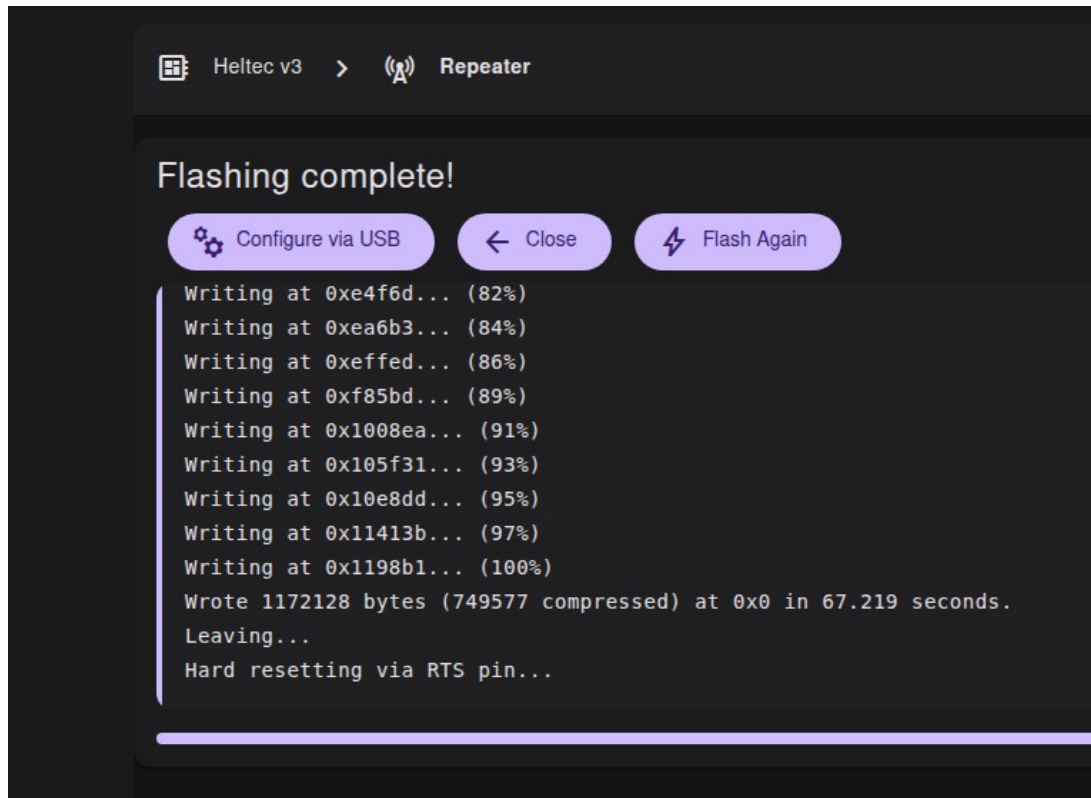 Heltec v3 > Repeater
Flashing complete!
Configure via USB Close Flash Again
Writing at 0xe4f6d... (82%)
Writing at 0xea6b3... (84%)
Writing at 0xeffed... (86%)
Writing at 0xf85bd... (89%)
Writing at 0x1008ea... (91%)
Writing at 0x105f31... (93%)
Writing at 0x10e8dd... (95%)
Writing at 0x11413b... (97%)
Writing at 0x1198b1... (100%)
Wrote 1172128 bytes (749577 compressed) at 0x0 in 67.219 seconds.
Leaving...
Hard resetting via RTS pin...